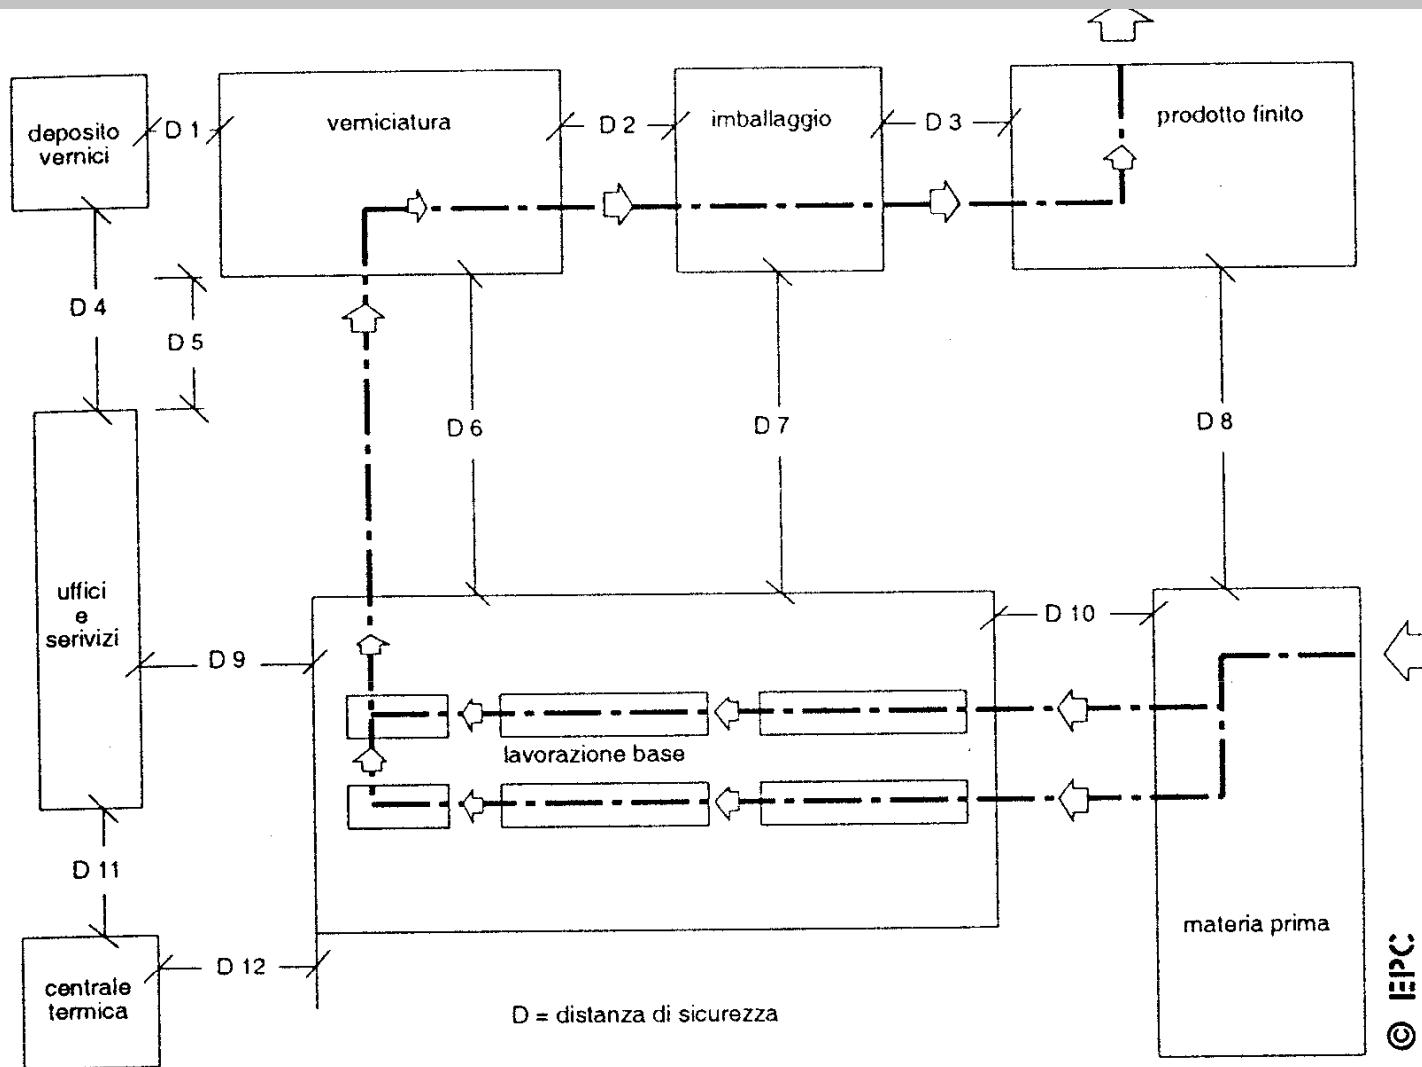 deposito
vernici
D 1
verniciatura
D 2
imballaggio
D 3
prodotto finito
D 4
D 5
D 6
D 7
D 8
uffici
e
serivizi
D 9
D 10
lavorazione base
D 11
materia prima
centrale
termica
D 12
D = distanza di sicurezza
© EPC